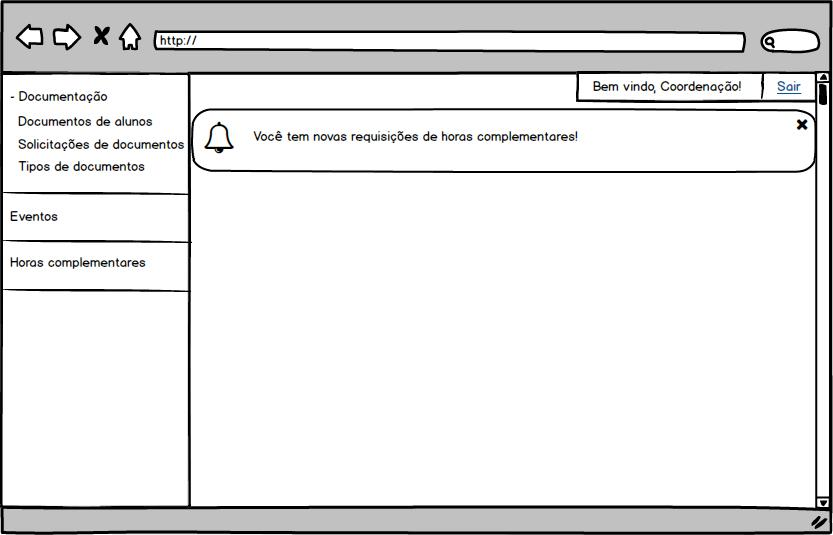 http://
Bem vindo, Coordenação!
Sair
- Documentação
Documentos de alunos
Solicitações de documentos
Tipos de documentos
Eventos
Horas complementares
Você tem novas requisições de horas complementares!